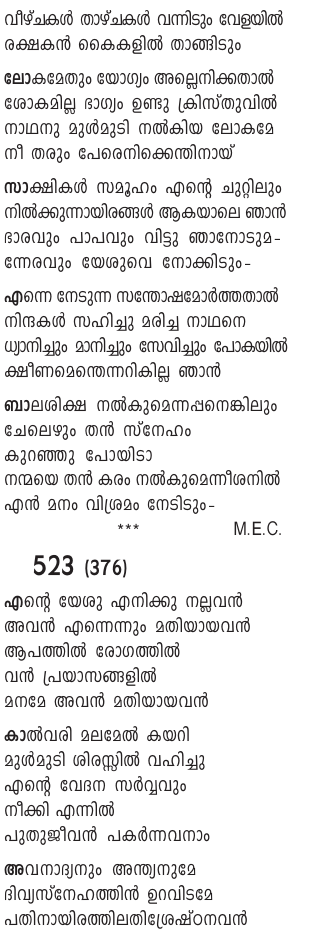 വീഴ്ചകൾ താഴ്ചകൾ വന്നിടും വേളയിൽ
രക്ഷകൻ കൈകളിൽ താങ്ങിടും
ലോകമേതും യോഗ്യം അല്ലെനിക്കതാൽ
ശോകമില്ല ഭാഗ്യം ഉണ്ടു ക്രിസ്തുവിൽ
നാഥനു മുൾമുടി നൽകിയ ലോകമേ
നീ തരും പേരെനിക്കെന്തിനായ്
സാക്ഷികൾ സമൂഹം എന്റെ ചുറ്റിലും
നിൽക്കുന്നായിരങ്ങൾ ആകയാലെ ഞാൻ
ഭാരവും പാപവും വിട്ടു ഞാനോടുമ-
ന്നേരവും യേശുവെ നോക്കിടും-
എന്നെ നേടുന്ന സന്തോഷമോർത്തതാൽ
നിന്ദകൾ സഹിച്ചു മരിച്ച നാഥനെ
ധ്യാനിച്ചും മാനിച്ചും സേവിച്ചും പോകയിൽ
ക്ഷീണമെന്തെന്നറികില്ല ഞാൻ
ബാലശിക്ഷ നൽകുമെന്നപ്പനെങ്കിലും
ചേലെഴും തൻ സ്നേഹം
കുറഞ്ഞു പോയിടാ
നന്മയെ തൻ കരം നൽകുമെന്നീശനിൽ
എൻ മനം വിശ്രമം നേടിടും-
*** M.E.C.
523 (376)
എന്റെ യേശു എനിക്കു നല്ലവൻ
അവൻ എന്നെന്നും മതിയായവൻ
ആപത്തിൽ രോഗത്തിൽ
വൻ പ്രയാസങ്ങളിൽ
മനമേ അവൻ മതിയായവൻ
കാൽവരി മലമേൽ കയറി
മുൾമുടി ശിരസ്സിൽ വഹിച്ചു
എന്റെ വേദന സർവ്വവും
നീക്കി എന്നിൽ
പുതുജീവൻ പകർന്നവനാം
അവനാദ്യനും അന്ത്യനുമേ
ദിവ്യസ്നേഹത്തിൻ ഉറവിടമേ
പതിനായിരത്തിലതിശ്രേഷ്ഠനവൻ